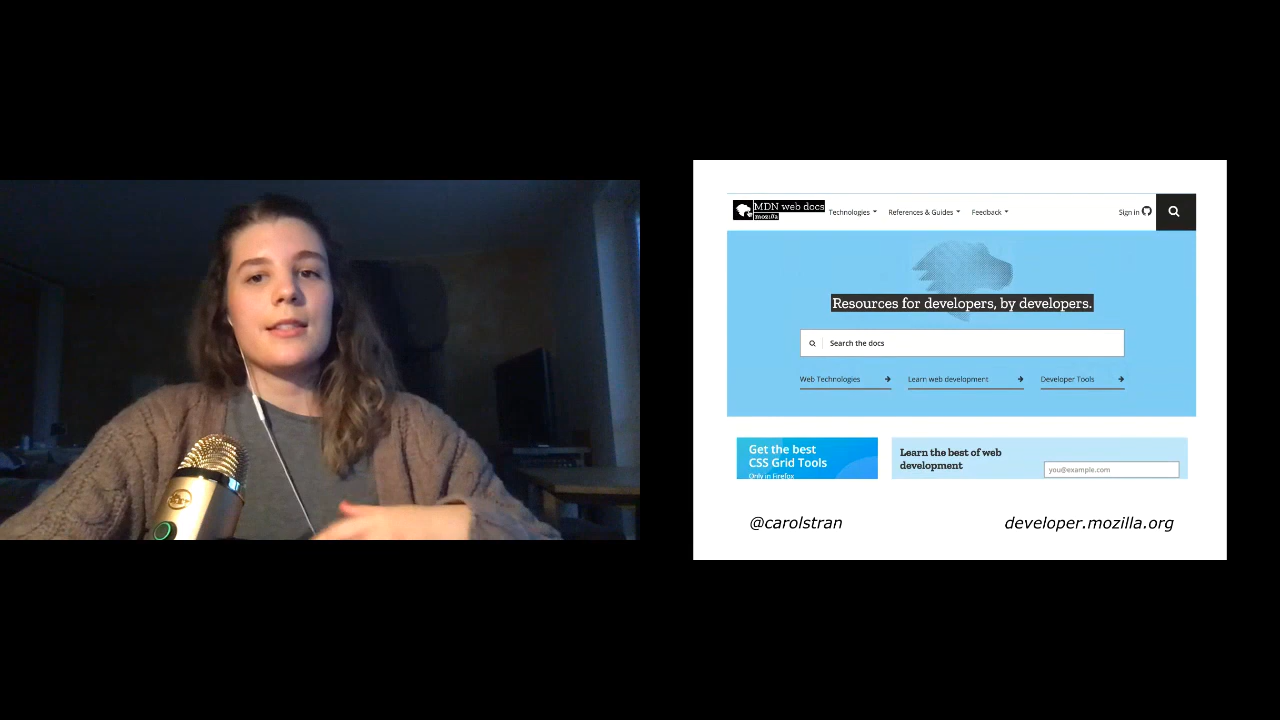 MDN web docs
mozilla
Technologies
References & Guides
Feedback
Sign in
Resources for developers, by developers.
Search the docs
Web Technologies
Learn web development
Developer Tools
Get the best
CSS Grid Tools
Only in Firefox
Learn the best of web
development
you@example.com
@carolstran
developer.mozilla.org